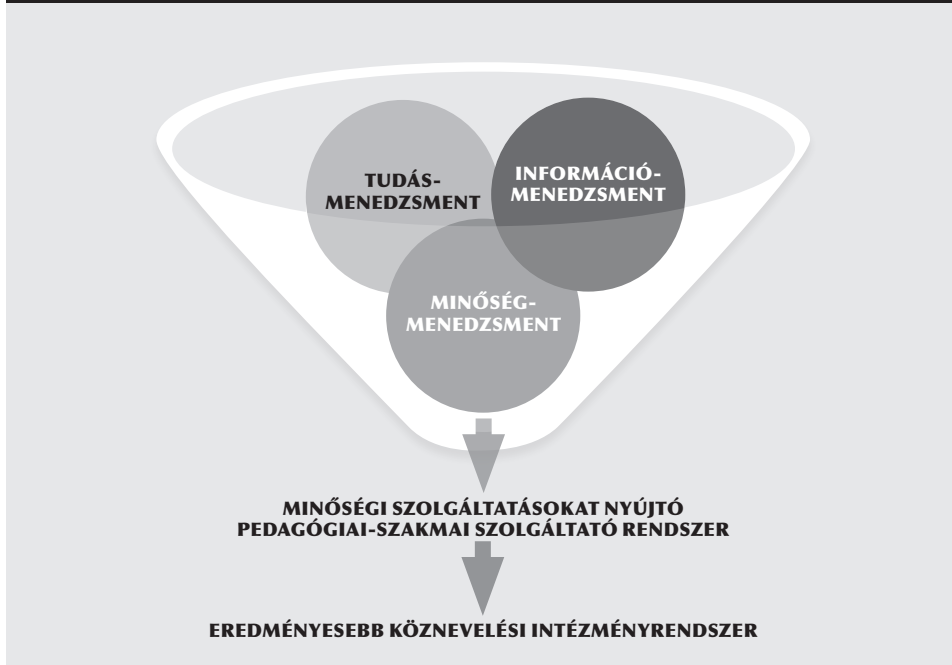 TUDÁS-
MENEDZSMENT
INFORMÁCIÓ-
MENEDZSMENT
MINŐSÉG-
MENEDZSMENT
MINŐSÉGI SZOLGÁLTATÁSOKAT NYÚJTÓ
PEDAGÓGIAI-SZAKMAI SZOLGÁLTATÓ RENDSZER
EREDMÉNYESEBB KÖZNEVELÉSI INTÉZMÉNYRENDSZER